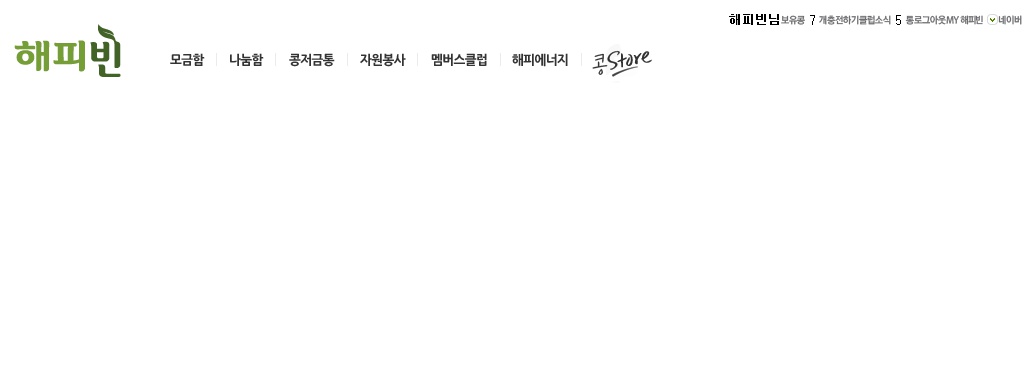 해피빈님 보유콩 7 개 충전하기 클럽소식 5 통 로그아웃 MY 해피빈 네이버
해피빈
모금함 나눔함 콩저금통 자원봉사 멤버스클럽 해피에너지 콩Store